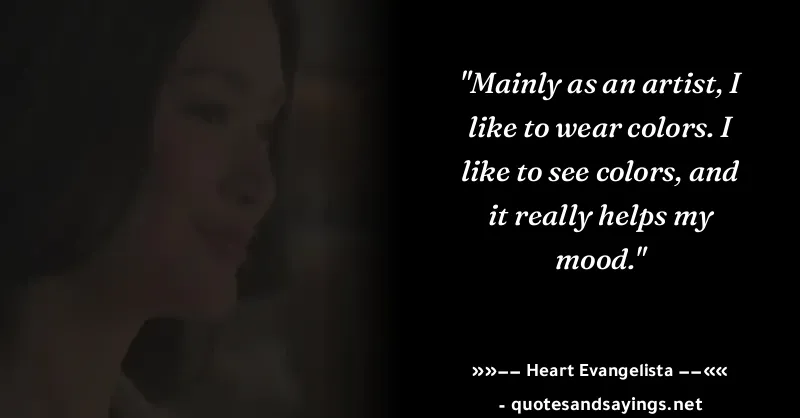 "Mainly as an artist, I
like to wear colors. I
like to see colors, and
it really helps my
mood."
»»–– Heart Evangelista ––««
- quotesandsayings.net